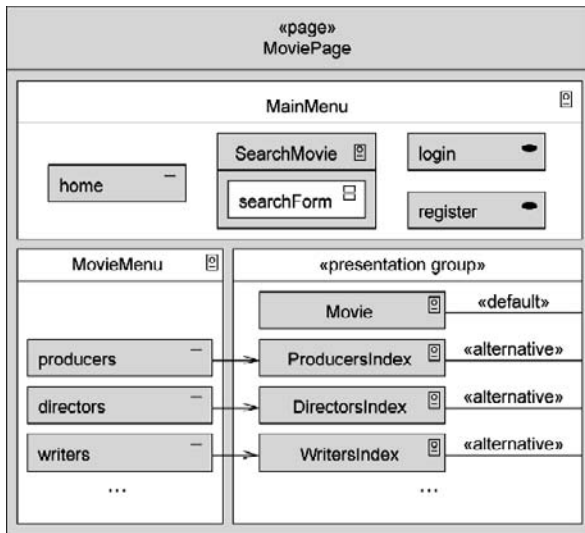 «page»
MoviePage
MainMenu
home
SearchMovie
searchForm
login
register
MovieMenu
«presentation group»
Movie
«default»
producers
ProducersIndex
«alternative»
directors
DirectorsIndex
«alternative»
writers
WritersIndex
«alternative»
...
...